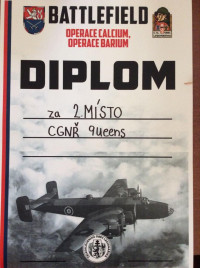 BATTLEFIELD
OPERACE CALCIUM,
OPERACE BARIUM
DIPLOM
za 2. MÍSTO
CGNŘ queens